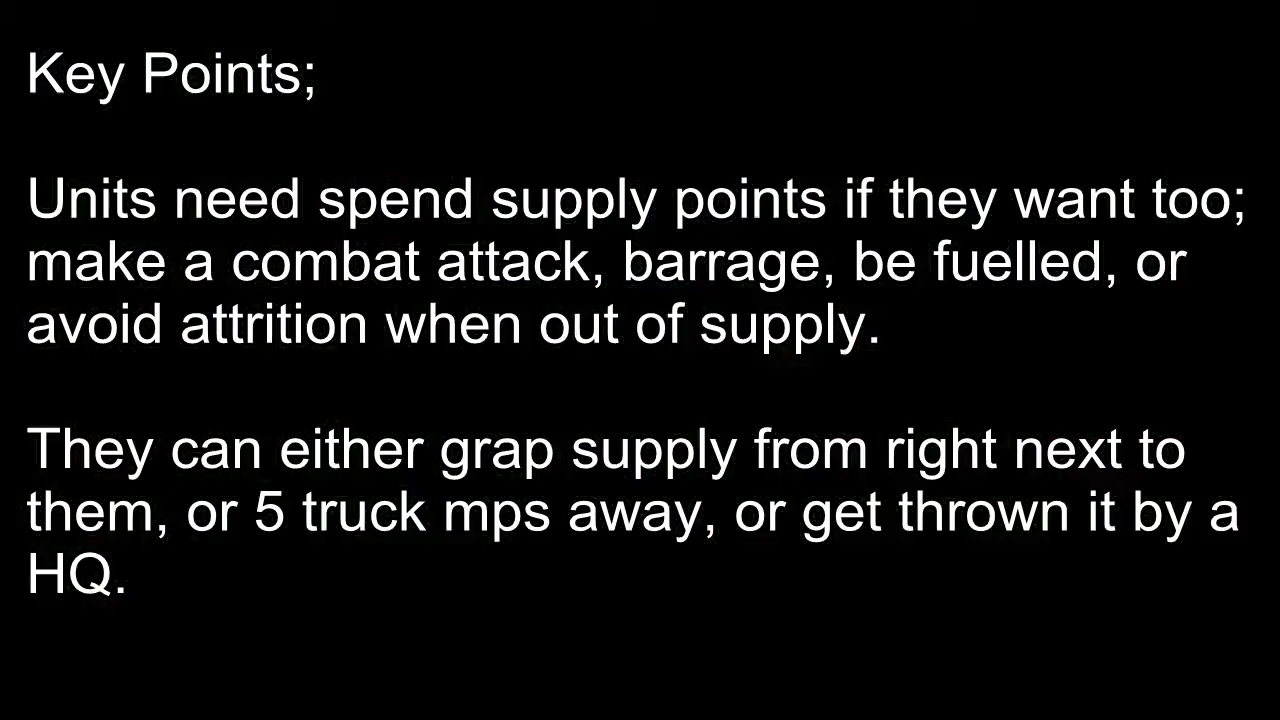 Key Points;
Units need spend supply points if they want too;
make a combat attack, barrage, be fuelled, or
avoid attrition when out of supply.
They can either grap supply from right next to
them, or 5 truck mps away, or get thrown it by a
HQ.